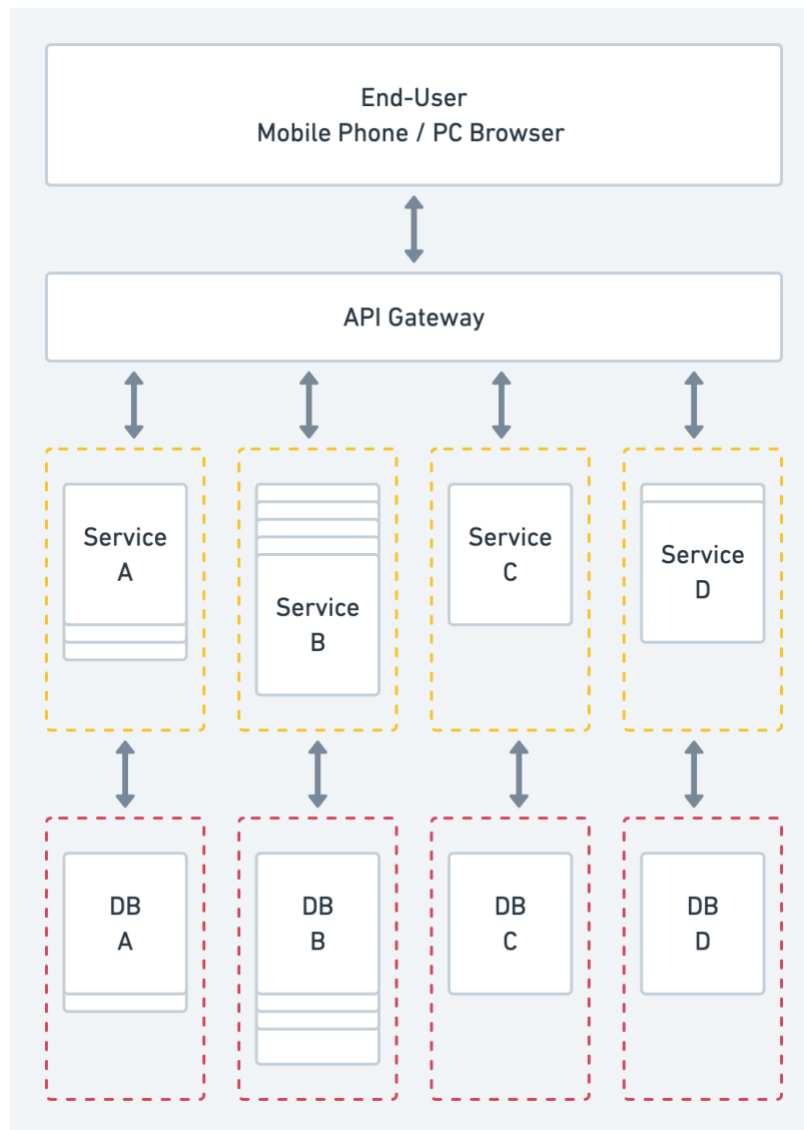 End-User
Mobile Phone / PC Browser
API Gateway
Service
A
Service
B
Service
C
Service
D
DB
A
DB
B
DB
C
DB
D